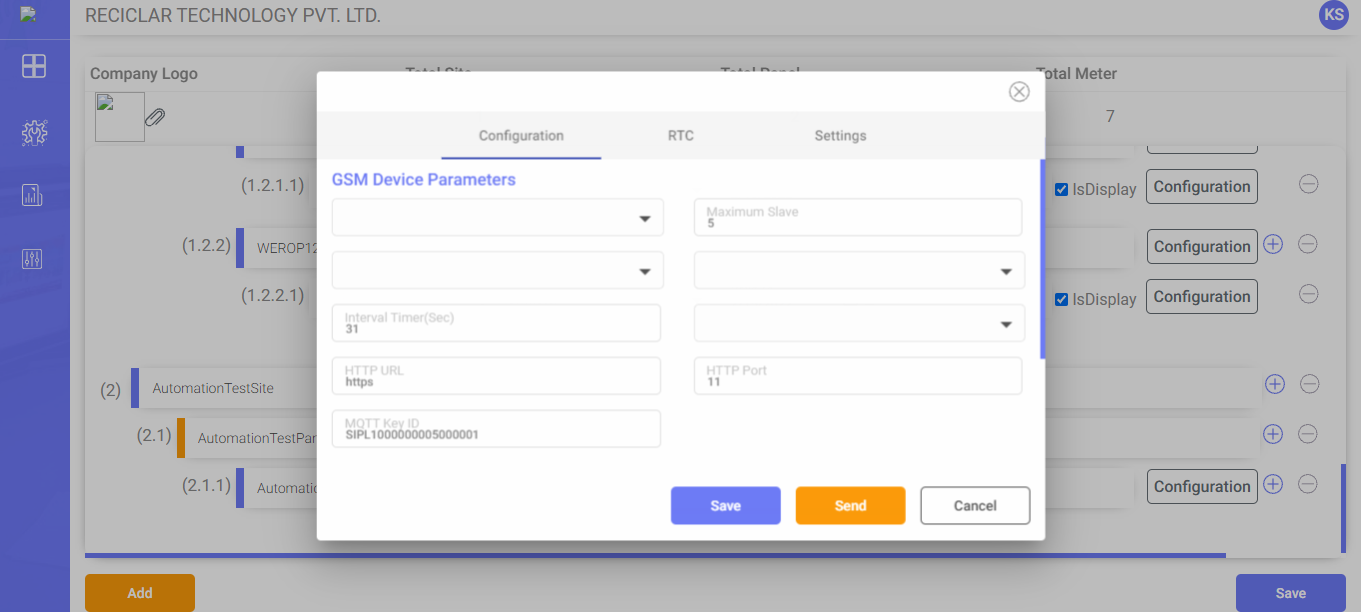 RECICLAR TECHNOLOGY PVT. LTD.
KS
Company Logo
Total Site
Total Panel
Total Meter
7
Configuration
RTC
Settings
GSM Device Parameters
Maximum Slave
5
Interval Timer(Sec)
31
HTTP URL
https
HTTP Port
11
MQTT Key ID
SIPL1000000005000001
Save
Send
Cancel
(1.2.1.1)
IsDisplay
Configuration
(1.2.2)
WEROP12
Configuration
(1.2.2.1)
IsDisplay
Configuration
(2)
AutomationTestSite
(2.1)
AutomationTestPan
(2.1.1)
Automatic
Configuration
Add
Save